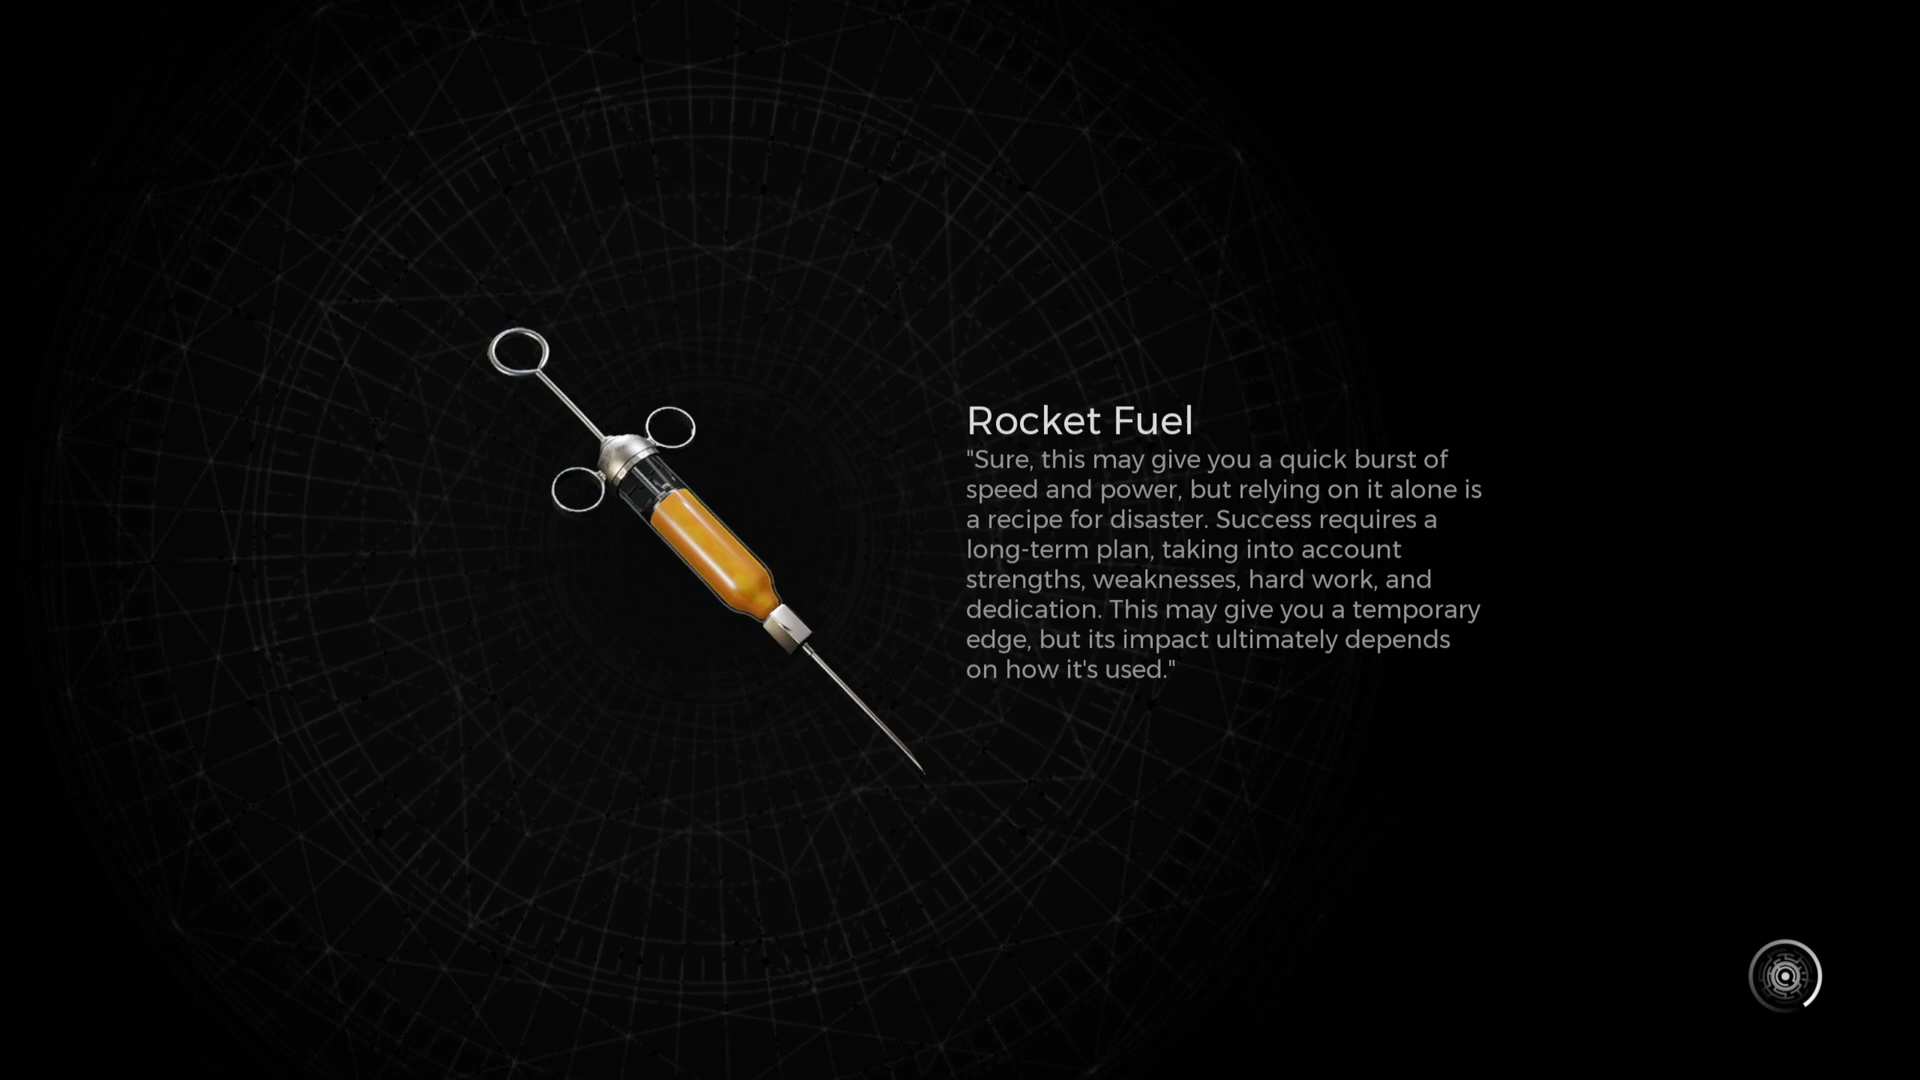 Rocket Fuel
"Sure, this may give you a quick burst of
speed and power, but relying on it alone is
a recipe for disaster. Success requires a
long-term plan, taking into account
strengths, weaknesses, hard work, and
dedication. This may give you a temporary
edge, but its impact ultimately depends
on how it's used."